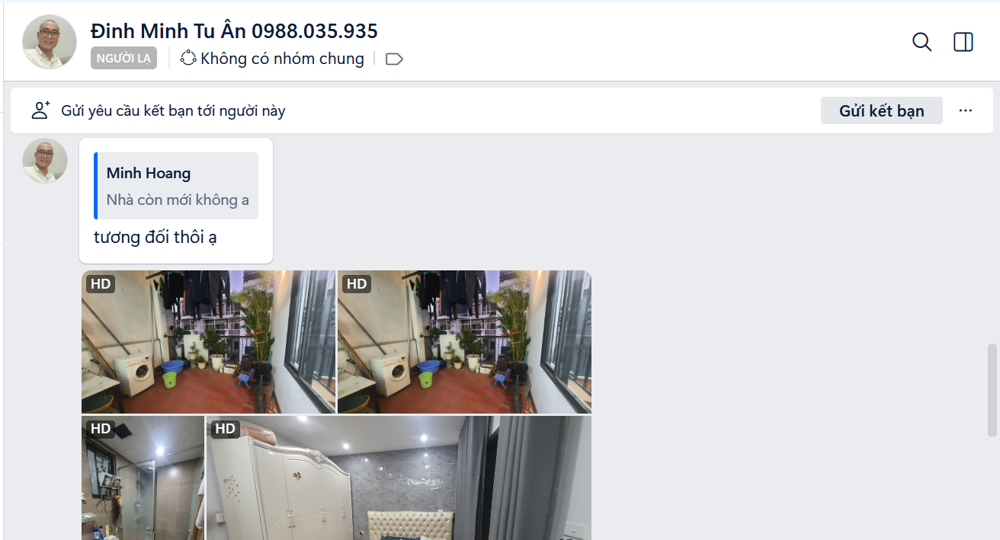 Đinh Minh Tu Ân 0988.035.935
NGƯỜI LẠ
Không có nhóm chung
Gửi yêu cầu kết bạn tới người này
Gửi kết bạn
Minh Hoang
Nhà còn mới không a
tương đối thôi ạ
HD
HD
HD
HD